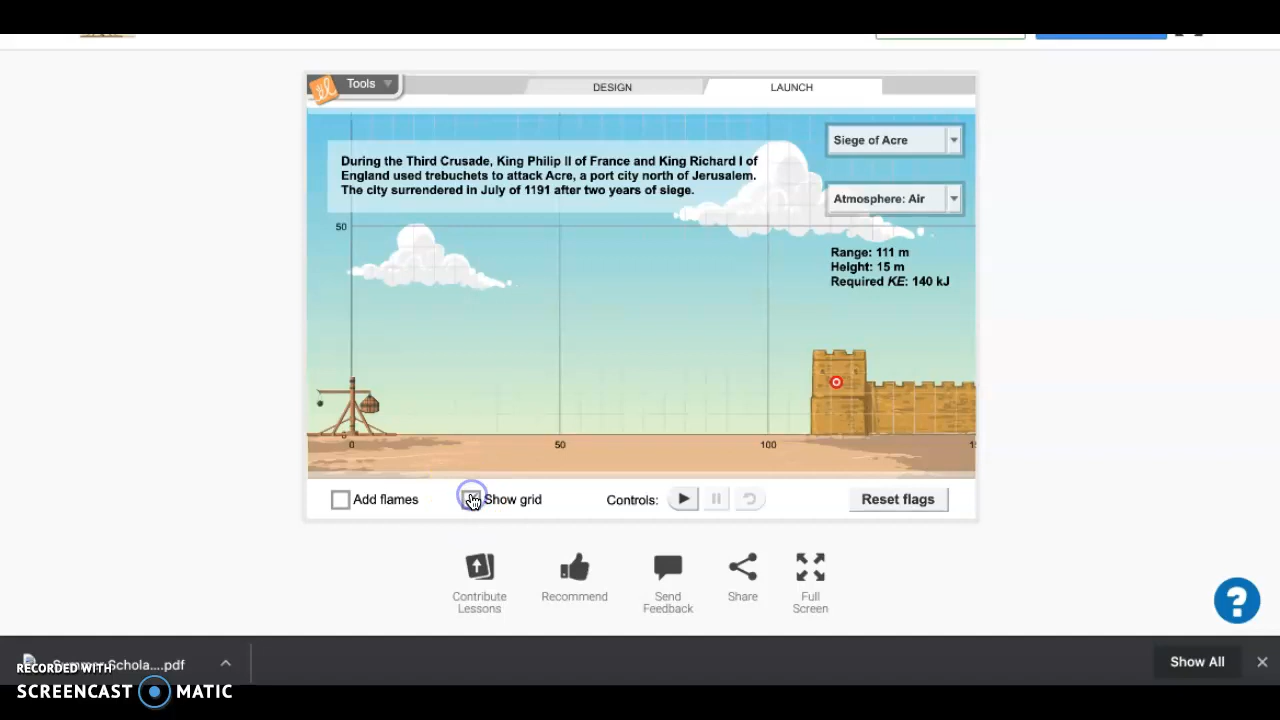 Tools
DESIGN
LAUNCH
During the Third Crusade, King Philip II of France and King Richard I of
England used trebuchets to attack Acre, a port city north of Jerusalem.
The city surrendered in July of 1191 after two years of siege.
Siege of Acre
Atmosphere: Air
Range: 111 m
Height: 15 m
Required KE: 140 kJ
50
0
0
50
100
Add flames
Show grid
Controls:
Reset flags
Contribute
Lessons
Recommend
Send
Feedback
Share
Full
Screen
?
Schola....pdf
Show All
RECORDED WITH
SCREENCAST MATIC